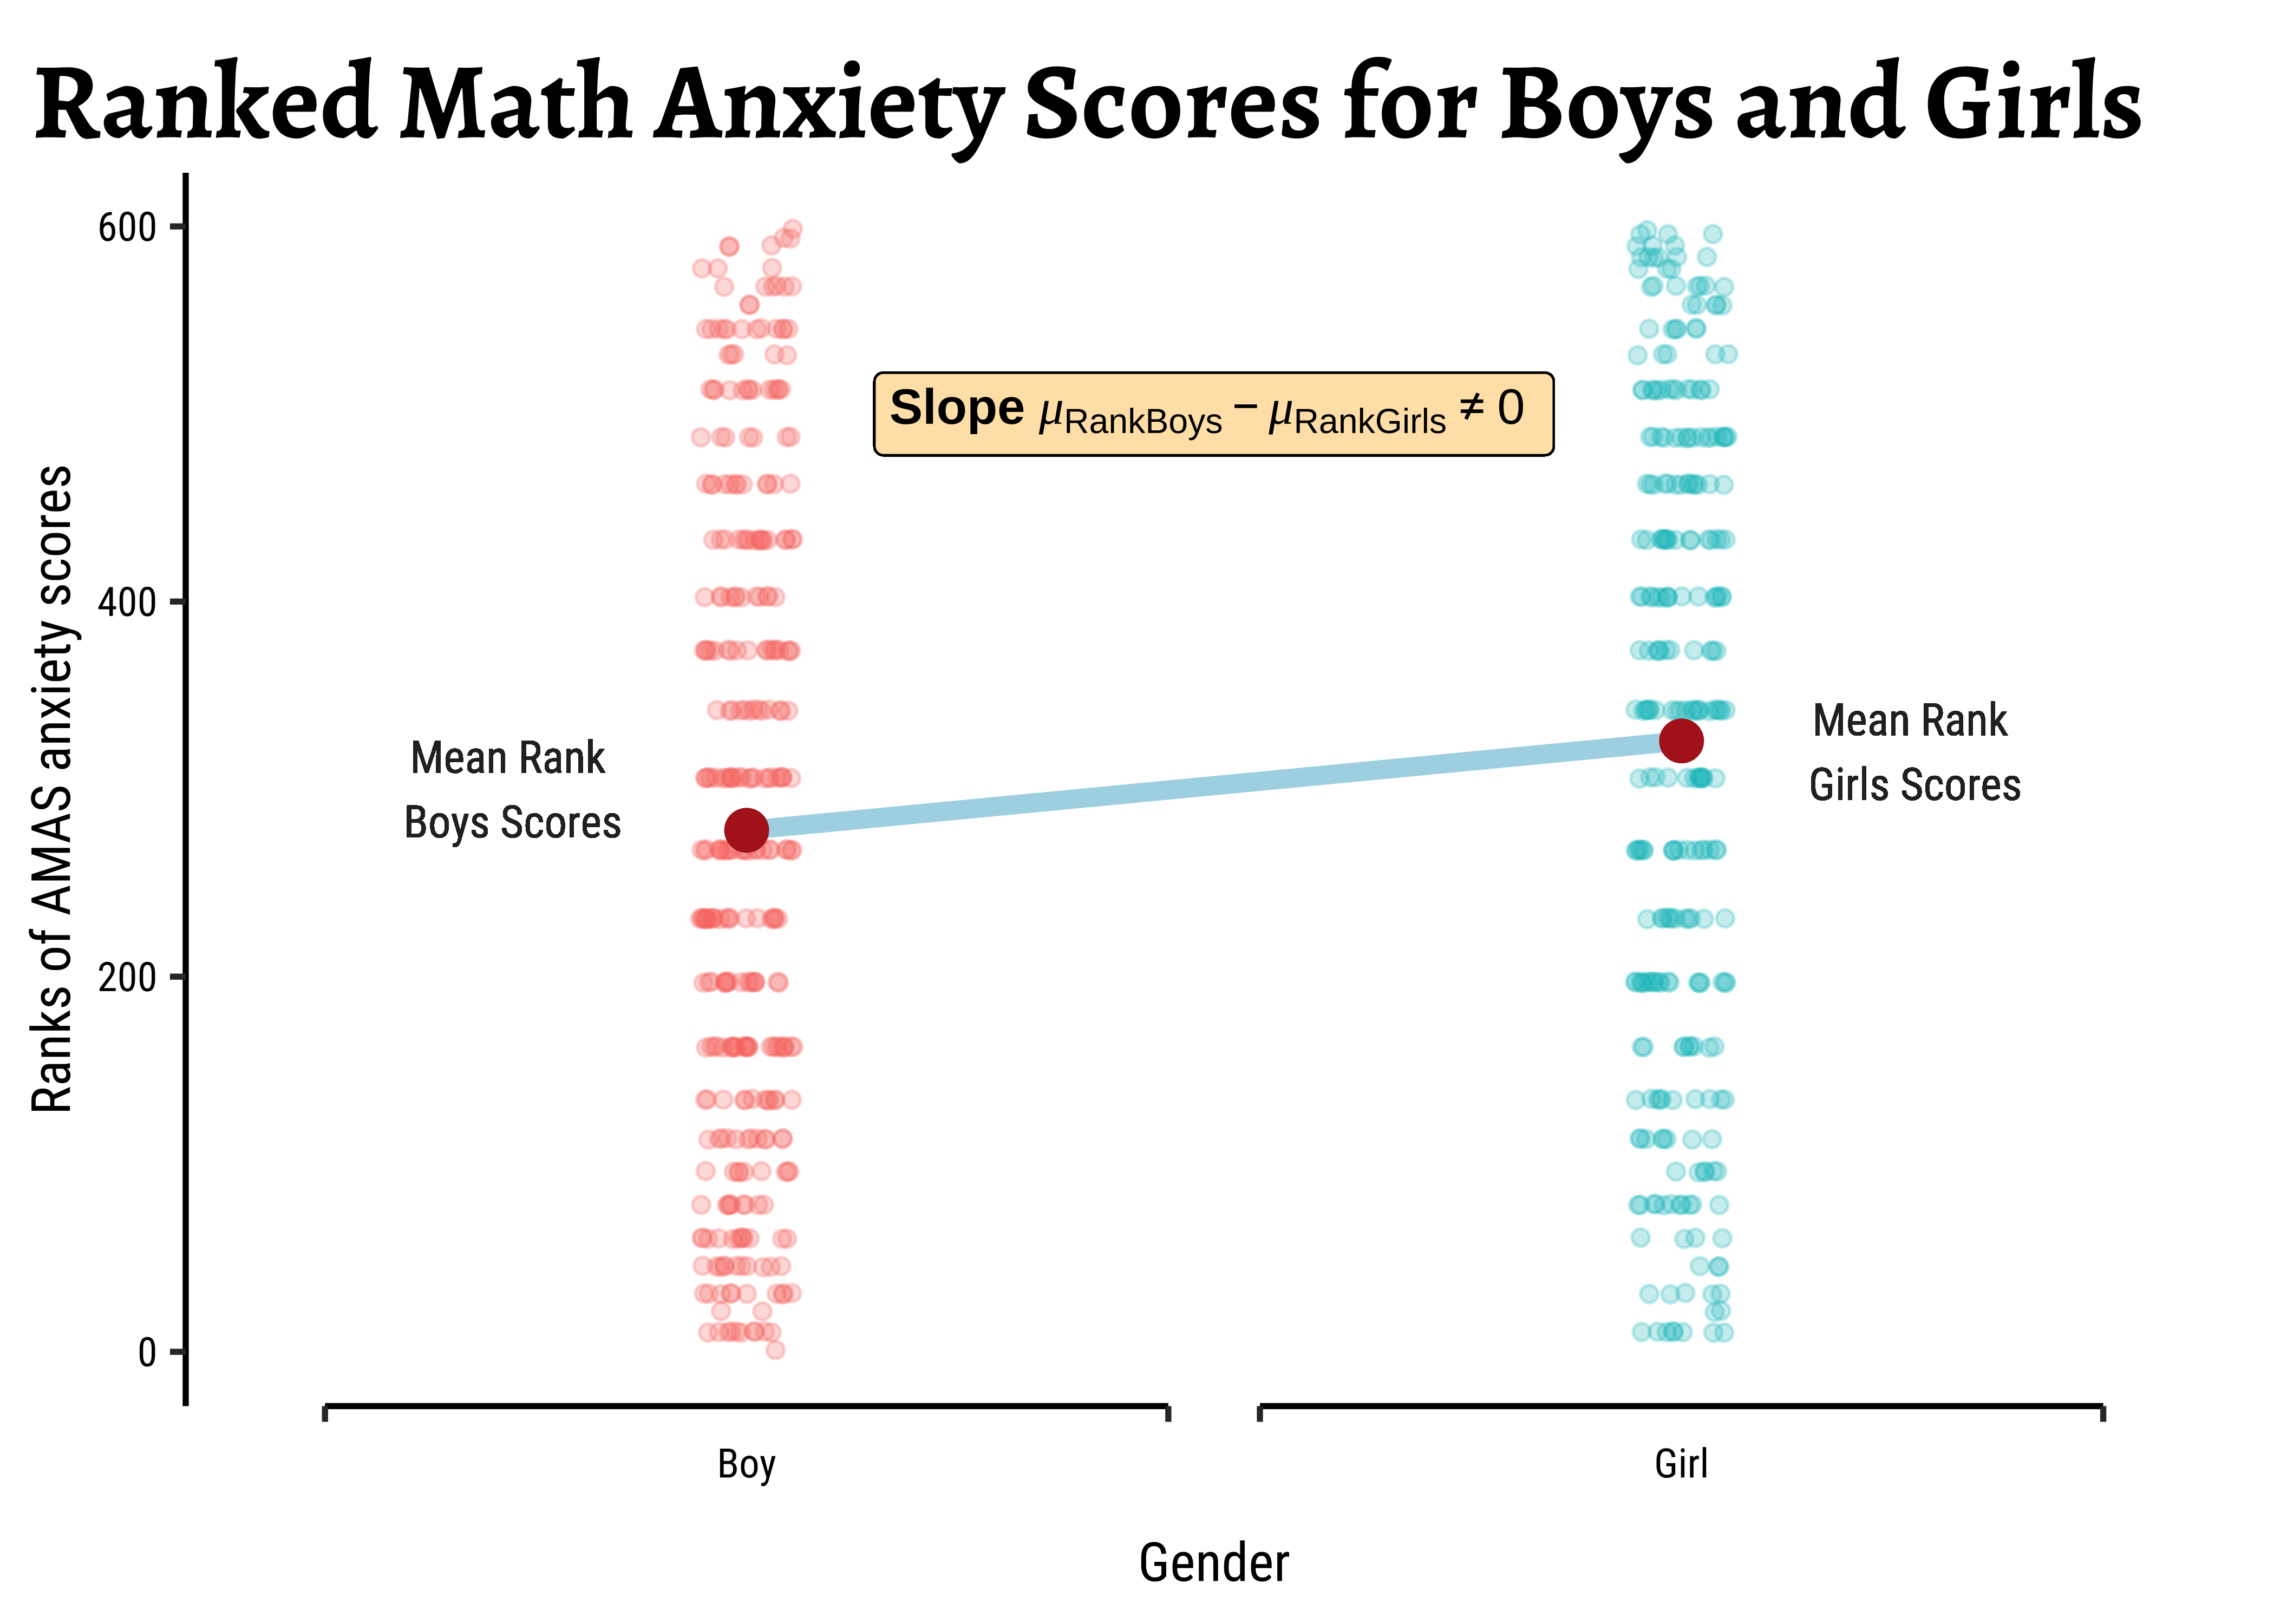 Ranked Math Anxiety Scores for Boys and Girls
Ranks of AMAS anxiety scores
600
400
200
0
Slope μRankBoys − μRankGirls ≠ 0
Mean Rank
Boys Scores
Mean Rank
Girls Scores
Boy
Girl
Gender